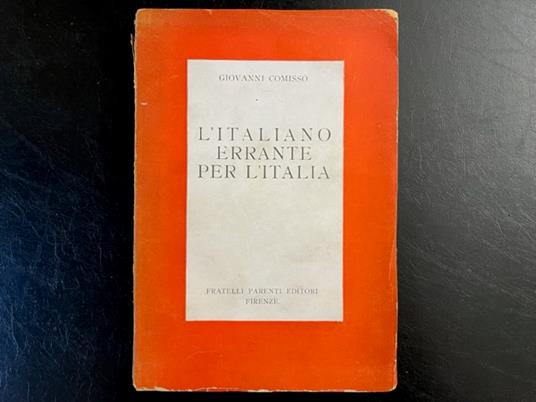 GIOVANNI COMISSO
L'ITALIANO
ERRANTE
PER L'ITALIA
FRATELLI PARENTI EDITORI
FIRENZE